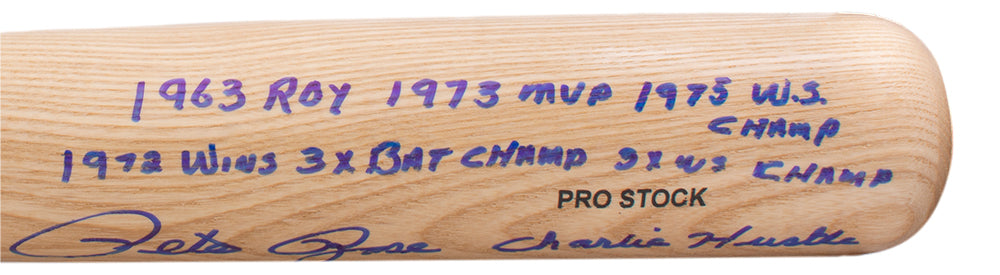 1963 ROY 1973 MVP 1975 W.S.
CHAMP
1972 WINS 3X BAT CHAMP 3X WS CHAMP
PRO STOCK
Pete Rose Charlie Hustle